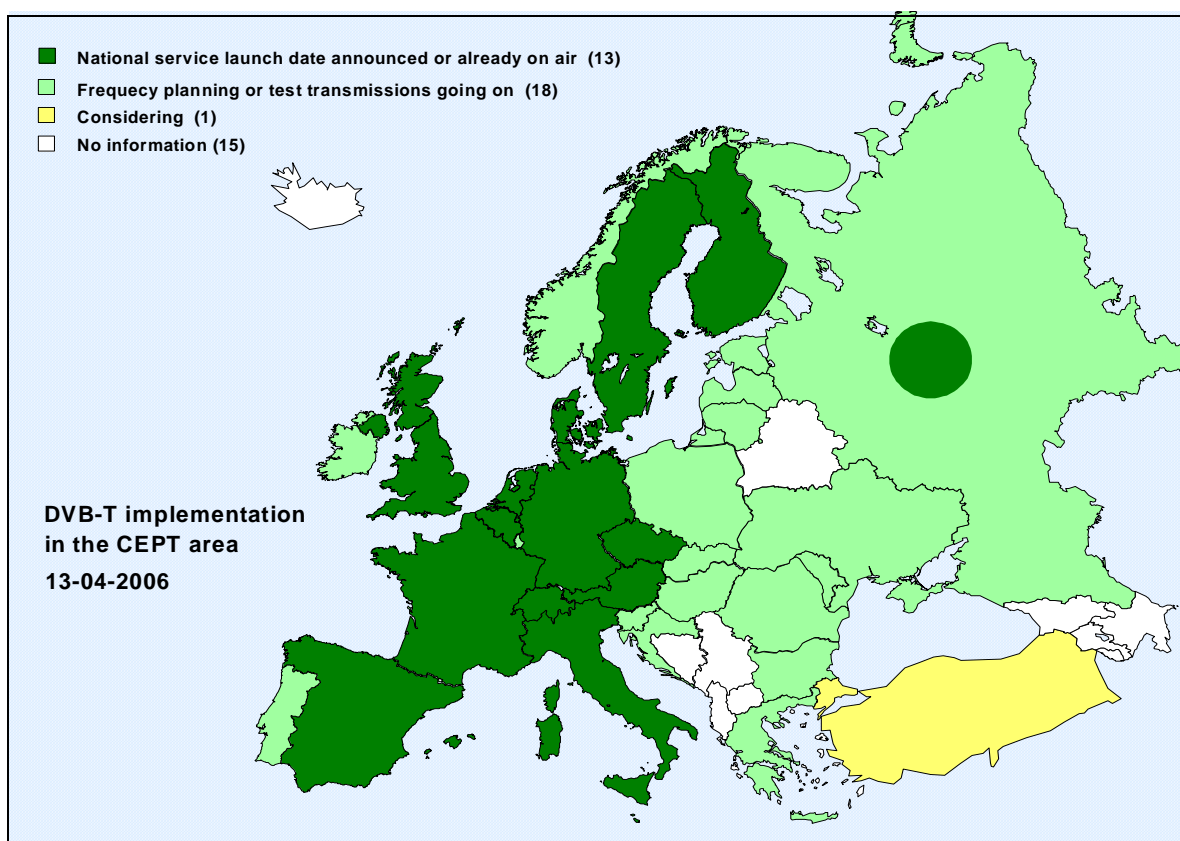 National service launch date announced or already on air (13)
Frequecy planning or test transmissions going on (18)
Considering (1)
No information (15)
DVB-T implementation
in the CEPT area
13-04-2006